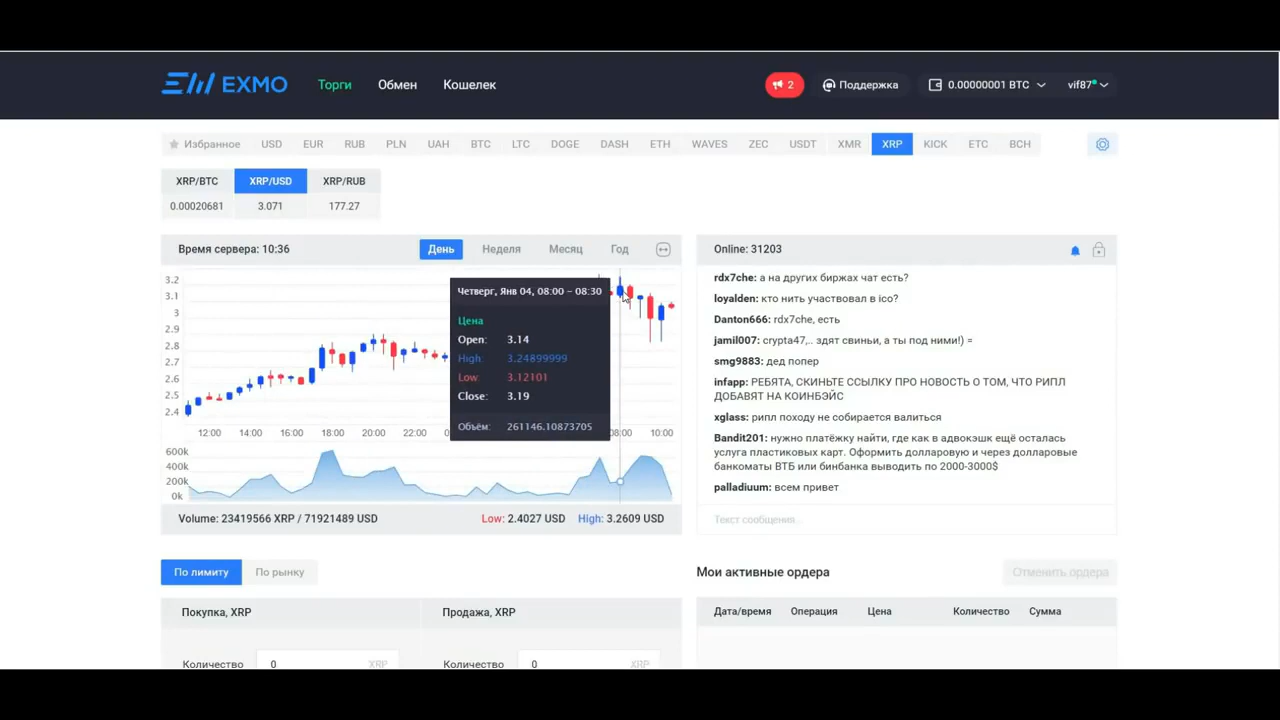 EXMO Торги Обмен Кошелек 2 Поддержка 0.00000001 BTC vif87
Избранное USD EUR RUB PLN UAH BTC LTC DOGE DASH ETH WAVES ZEC USDT XMR XRP KICK ETC BCH
XRP/BTC XRP/USD XRP/RUB
0.00020681 3.071 177.27
Время сервера: 10:36 День Неделя Месяц Год
3.2
3.1
3
2.9
2.8
2.7
2.6
2.5
2.4
Четверг, Янв 04, 08:00 – 08:30
Цена
Open: 3.14
High: 3.24899999
Low: 3.12101
Close: 3.19
Объём: 261146.10873705
12:00 14:00 16:00 18:00 20:00 22:00 08:00 10:00
600k
400k
200k
0k
Volume: 23419566 XRP / 71921489 USD Low: 2.4027 USD High: 3.2609 USD
Online: 31203
rdx7che: а на других биржах чат есть?
loyalden: кто нить участвовал в ico?
Danton666: rdx7che, есть
jamil007: crypta47,.. здят свиньи, а ты под ними!) =
smg9883: дед попер
infapp: РЕБЯТА, СКИНЬТЕ ССЫЛКУ ПРО НОВОСТЬ О ТОМ, ЧТО РИПЛ
ДОБАВЯТ НА КОИНБЭЙС
xglass: рипл походу не собирается валиться
Bandit201: нужно платёжку найти, где как в адвокэшк ещё осталась
услуга пластиковых карт. Оформить долларовую и через долларовые
банкоматы ВТБ или бинбанка выводить по 2000-3000$
palladiuum: всем привет
Текст сообщения...
По лимиту По рынку
Покупка, XRP Продажа, XRP
Количество 0 XRP Количество 0 XRP
Мои активные ордера Отменить ордера
Дата/время Операция Цена Количество Сумма